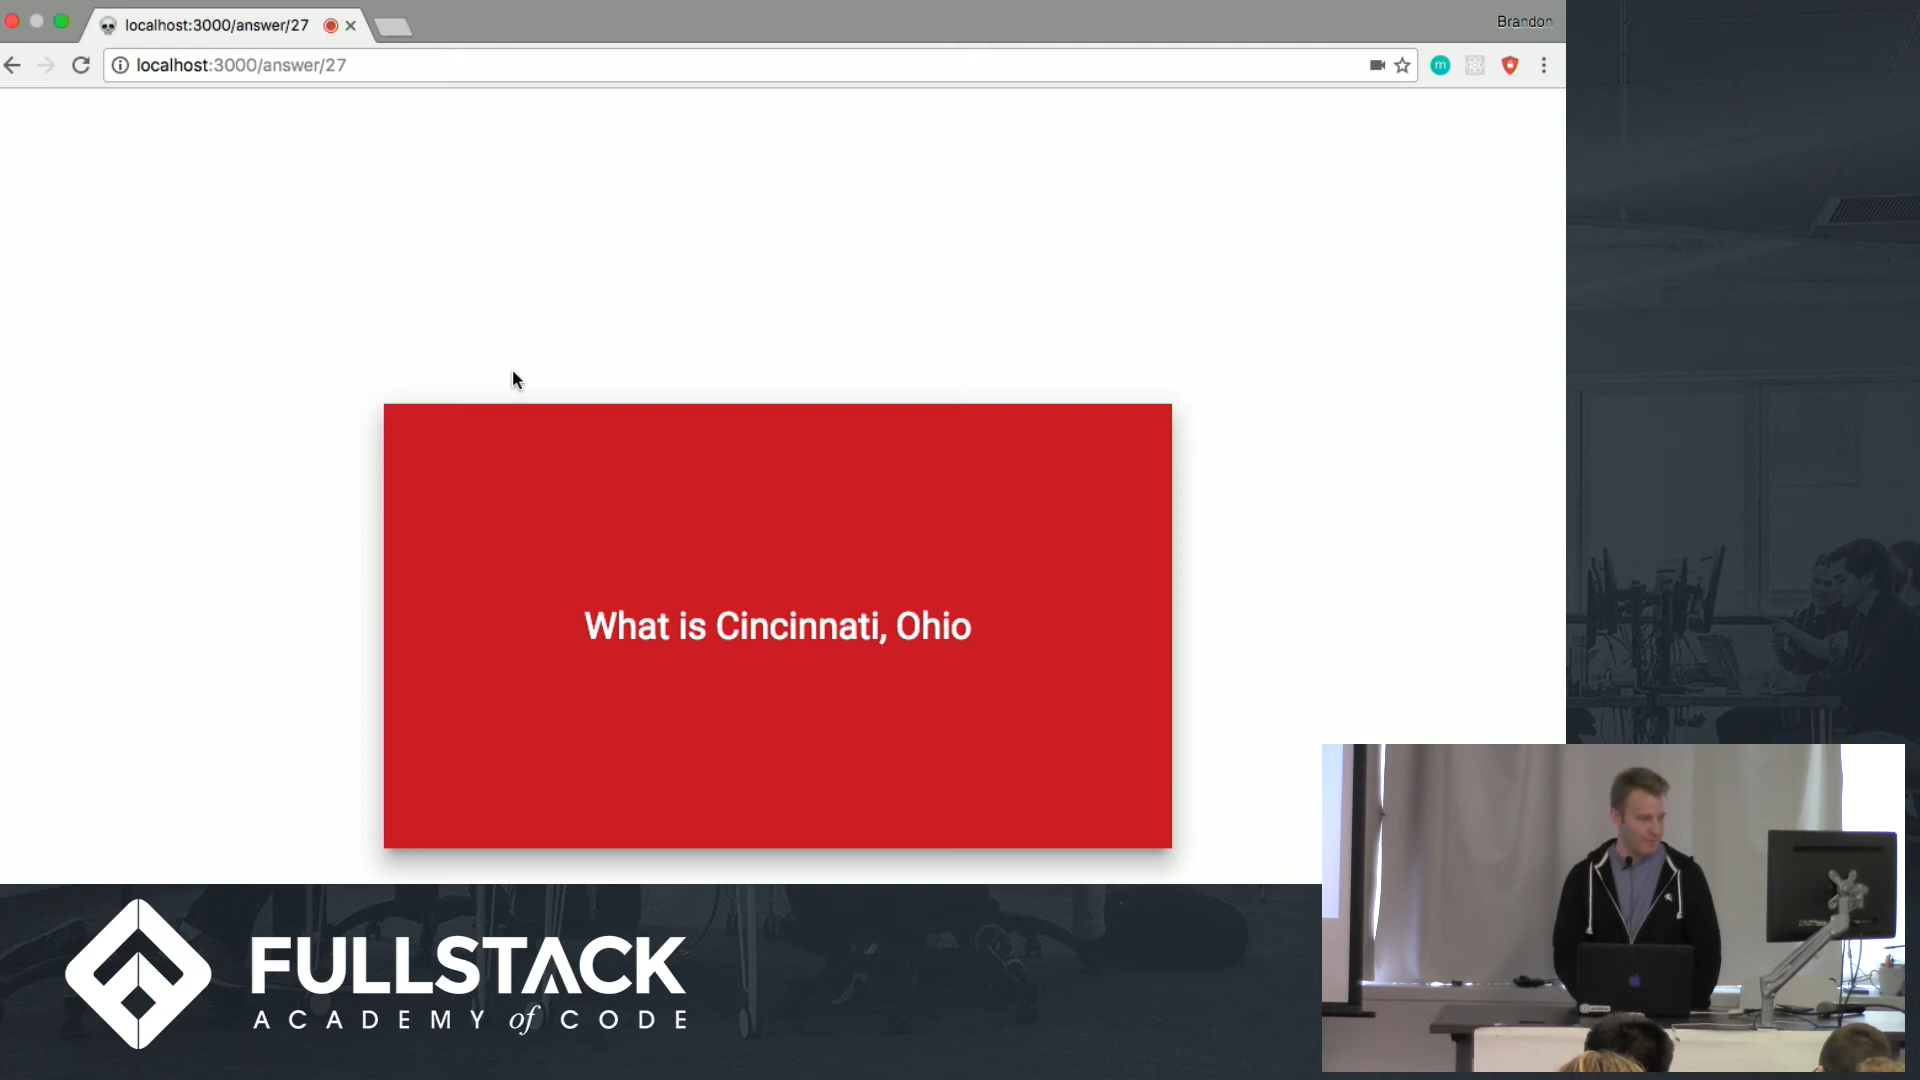 localhost:3000/answer/27
Brandon
localhost:3000/answer/27
m
What is Cincinnati, Ohio
FULLSTACK
ACADEMY of CODE